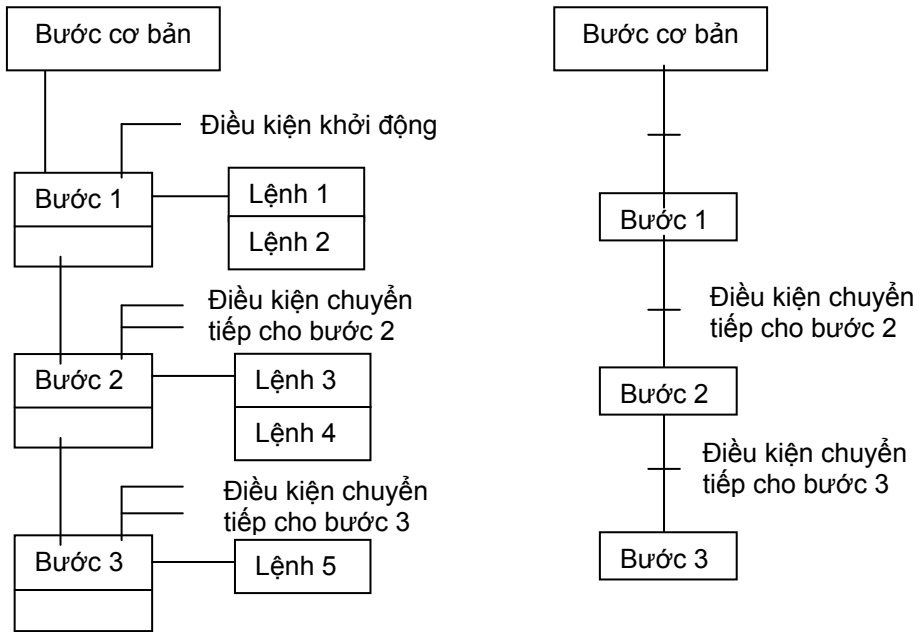 Bước cơ bản
Điều kiện khởi động
Bước 1
Lệnh 1
Lệnh 2
Điều kiện chuyển
tiếp cho bước 2
Bước 2
Lệnh 3
Lệnh 4
Điều kiện chuyển
tiếp cho bước 3
Bước 3
Lệnh 5
Bước cơ bản
Bước 1
Điều kiện chuyển
tiếp cho bước 2
Bước 2
Điều kiện chuyển
tiếp cho bước 3
Bước 3